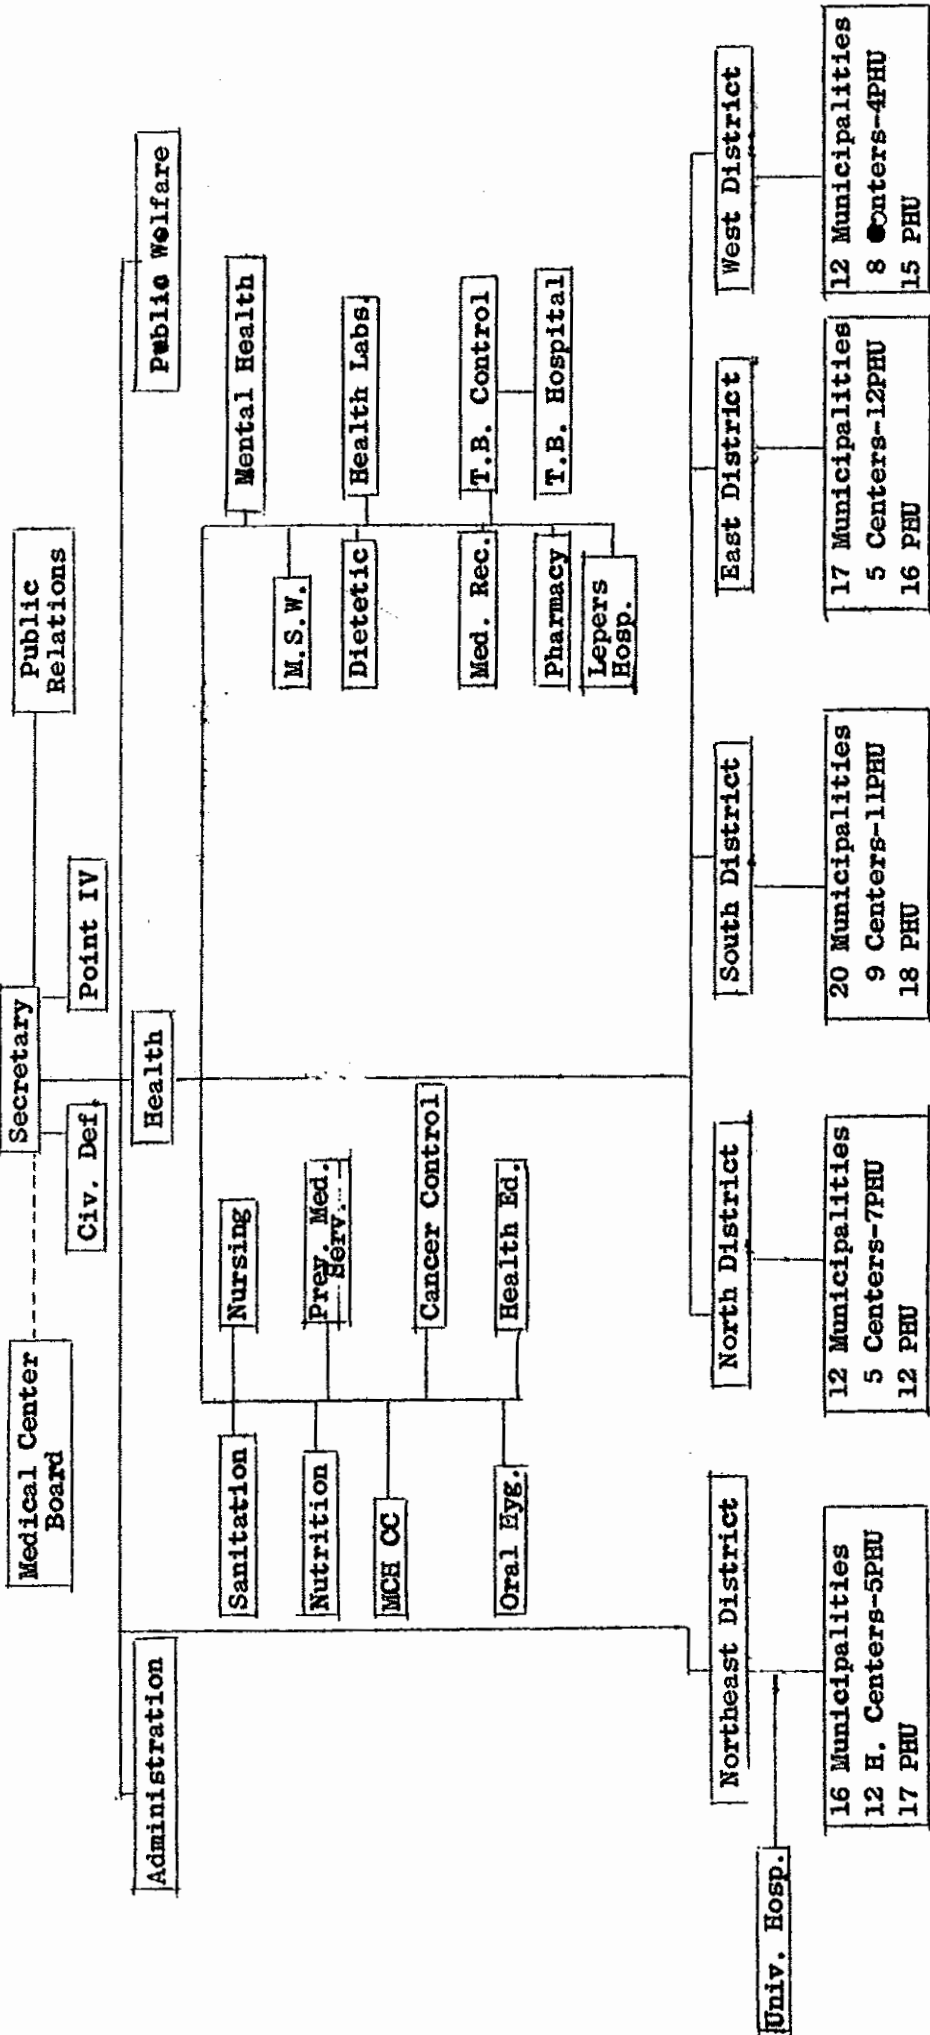 Secretary
Medical Center
Board
Public
Relations
Civ. Def.
Point IV
Administration
Health
Public Welfare
Sanitation
Nursing
Nutrition
Prev. Med.
Serv.
MCH CC
Cancer Control
Oral Hyg.
Health Ed.
Mental Health
M.S.W.
Dietetic
Health Labs.
Med. Rec.
T.B. Control
Pharmacy
T.B. Hospital
Lepers
Hosp.
Northeast District
North District
South District
East District
West District
Univ. Hosp.
16 Municipalities
12 H. Centers-5PHU
17 PHU
12 Municipalities
5 Centers-7PHU
12 PHU
20 Municipalities
9 Centers-11PHU
18 PHU
17 Municipalities
5 Centers-12PHU
16 PHU
12 Municipalities
8 Centers-4PHU
15 PHU